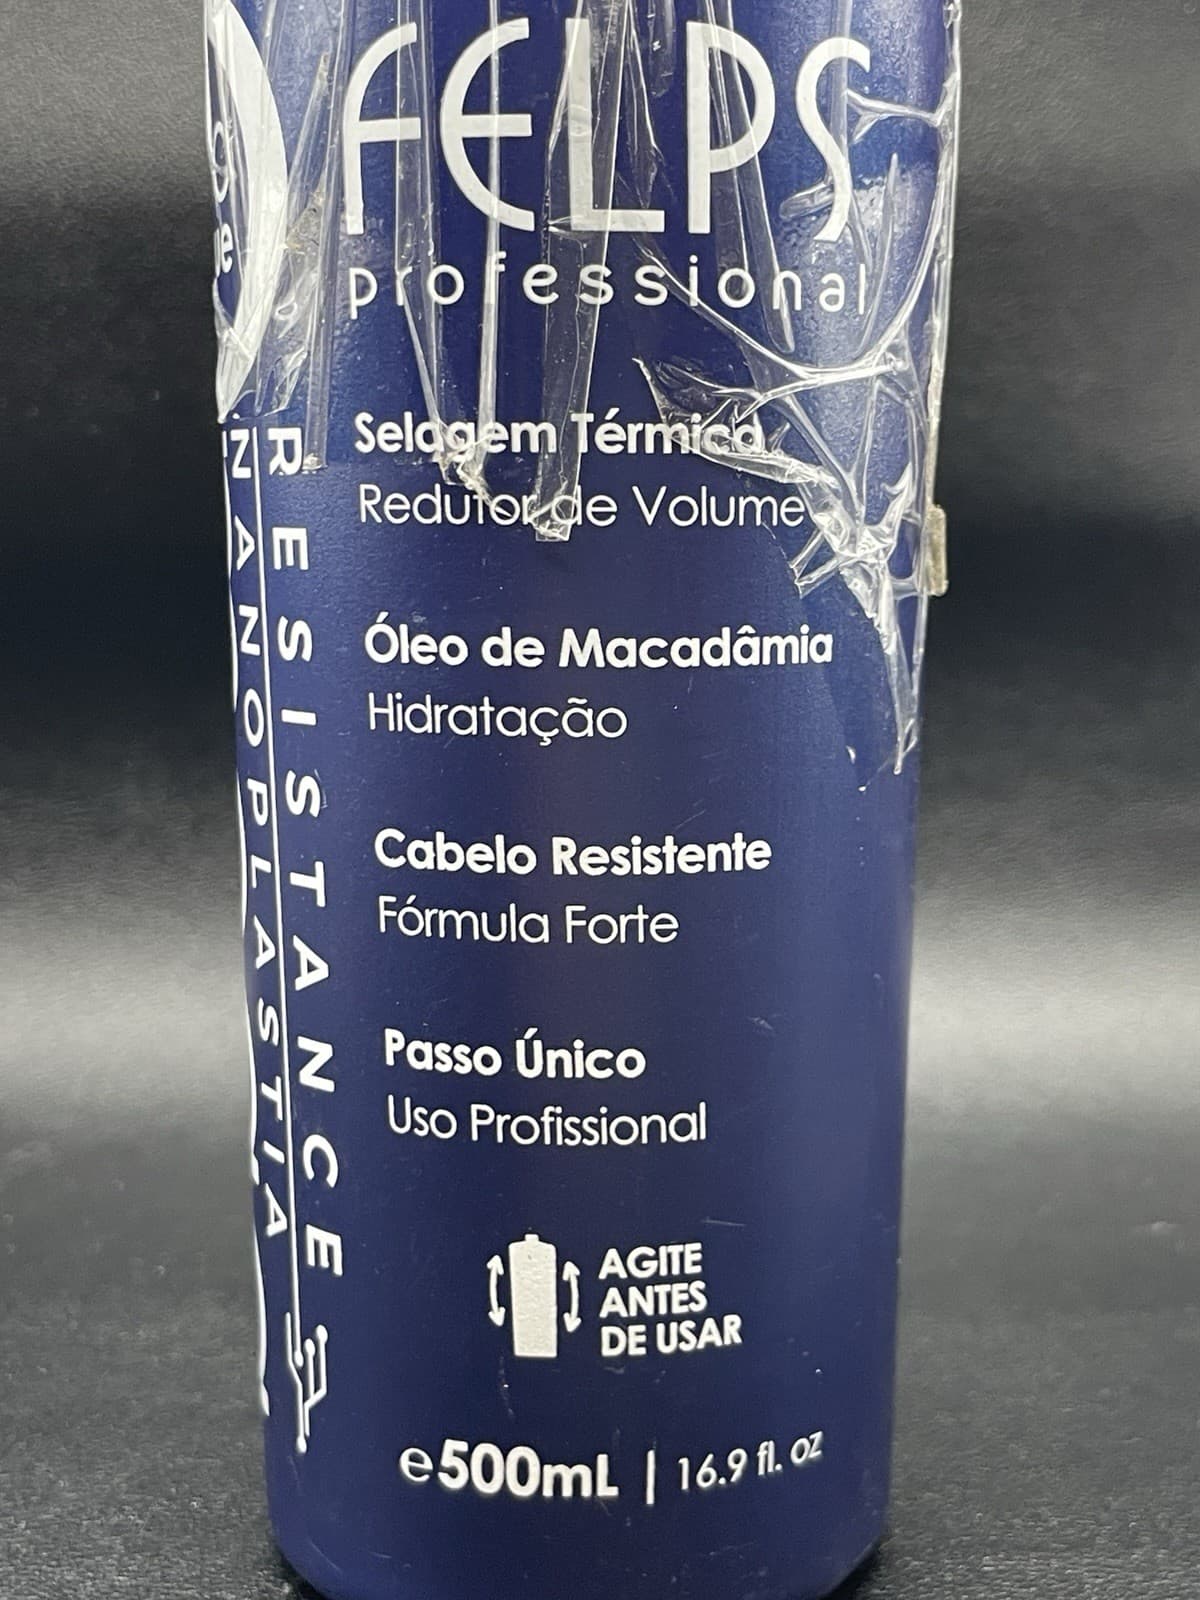 FELPS
professional
Selagem Térmica
Redutor de Volume
Óleo de Macadâmia
Hidratação
Cabelo Resistente
Fórmula Forte
Passo Único
Uso Profissional
AGITE
ANTES
DE USAR
e500mL | 16.9 fl. oz
RESISTANCE
NANOPLASTIA